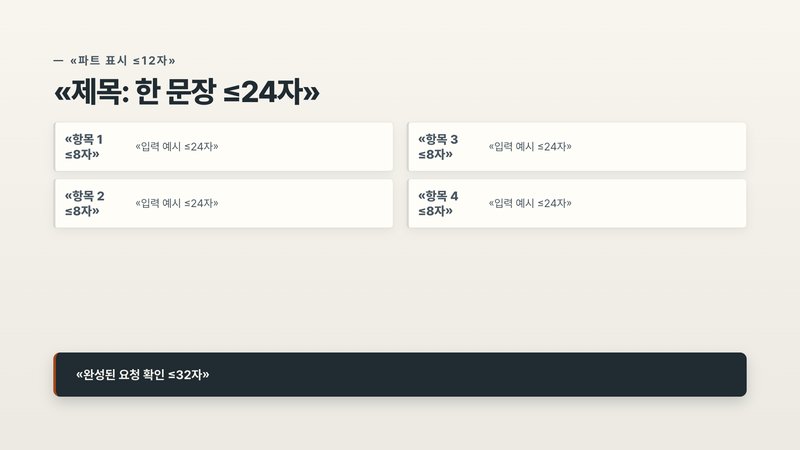 — «파트 표시 ≤12자»
«제목: 한 문장 ≤24자»
«항목 1
≤8자»
«입력 예시 ≤24자»
«항목 2
≤8자»
«입력 예시 ≤24자»
«항목 3
≤8자»
«입력 예시 ≤24자»
«항목 4
≤8자»
«입력 예시 ≤24자»
«완성된 요청 확인 ≤32자»